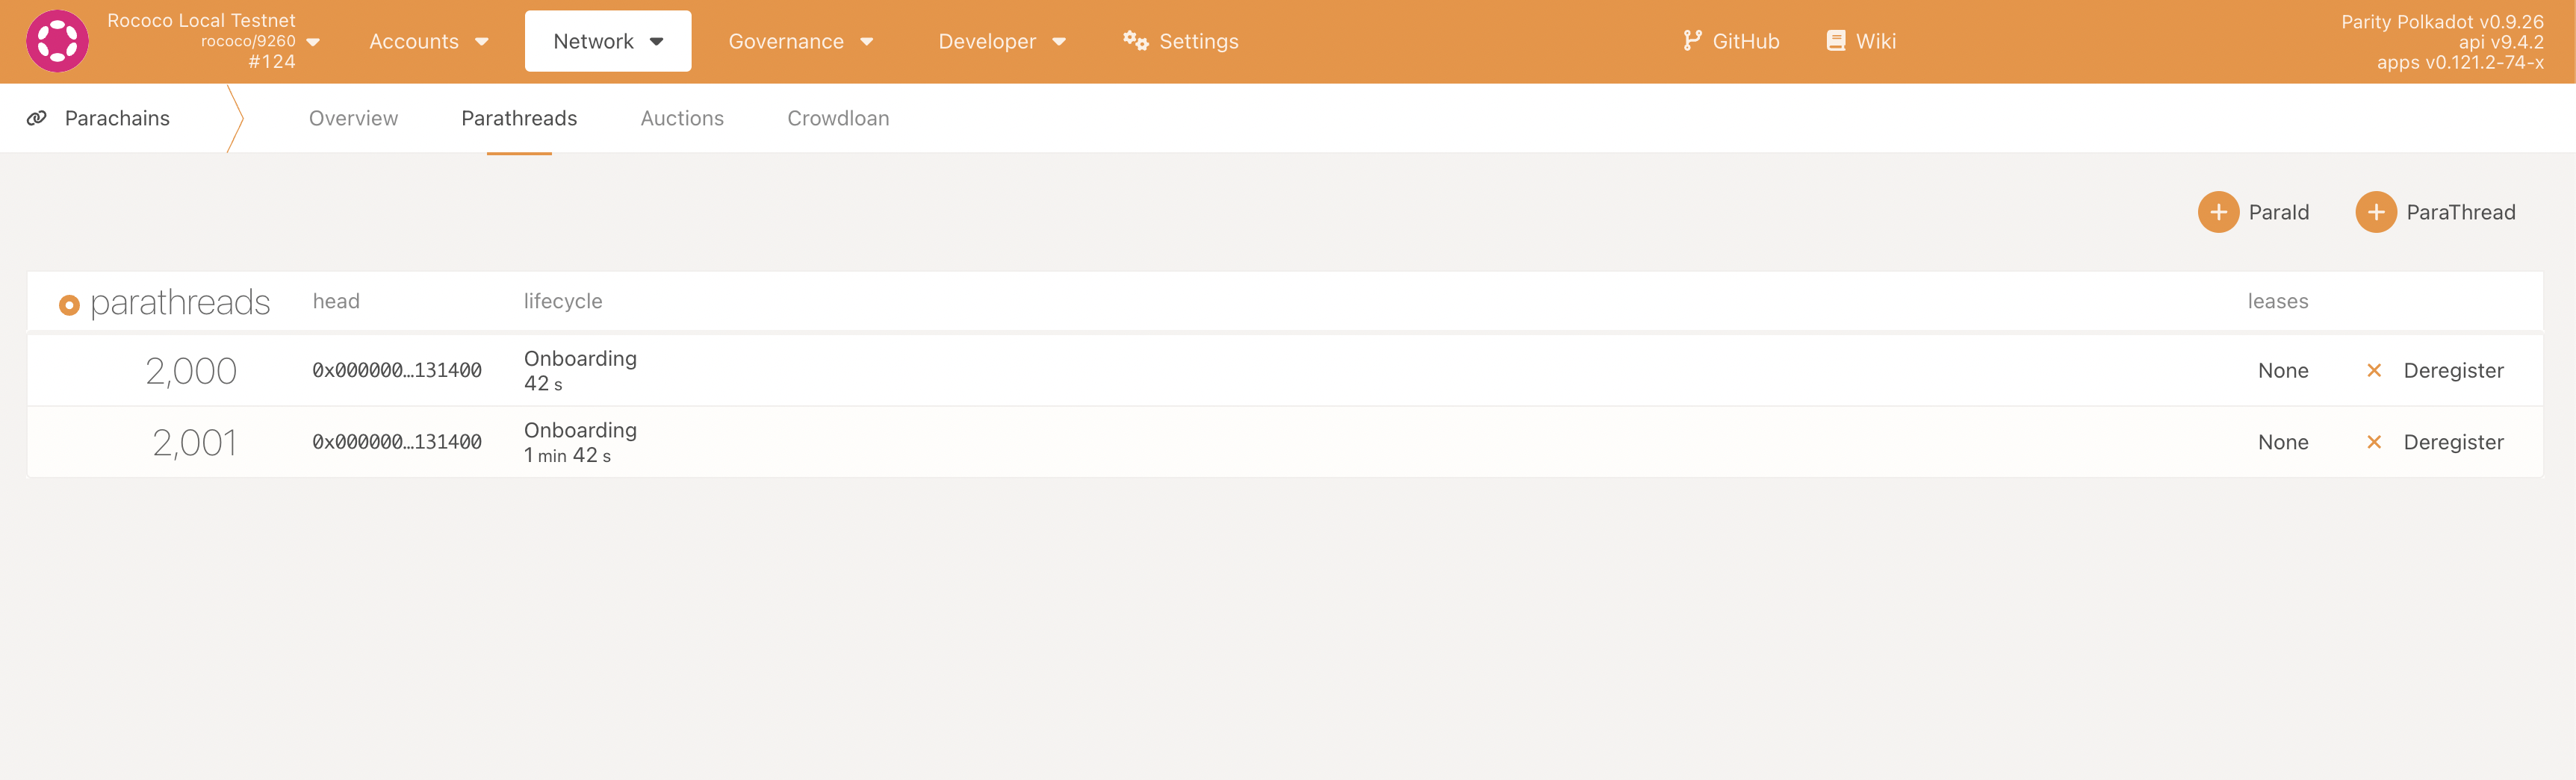 Rococo Local Testnet
rococo/9260
#124
Accounts
Network
Governance
Developer
Settings
GitHub
Wiki
Parity Polkadot v0.9.26
api v9.4.2
apps v0.121.2-74-x
Parachains
Overview
Parathreads
Auctions
Crowdloan
ParaId
ParaThread
parathreads head lifecycle leases
2,000 0x000000…131400 Onboarding None Deregister
42 s
2,001 0x000000…131400 Onboarding None Deregister
1 min 42 s